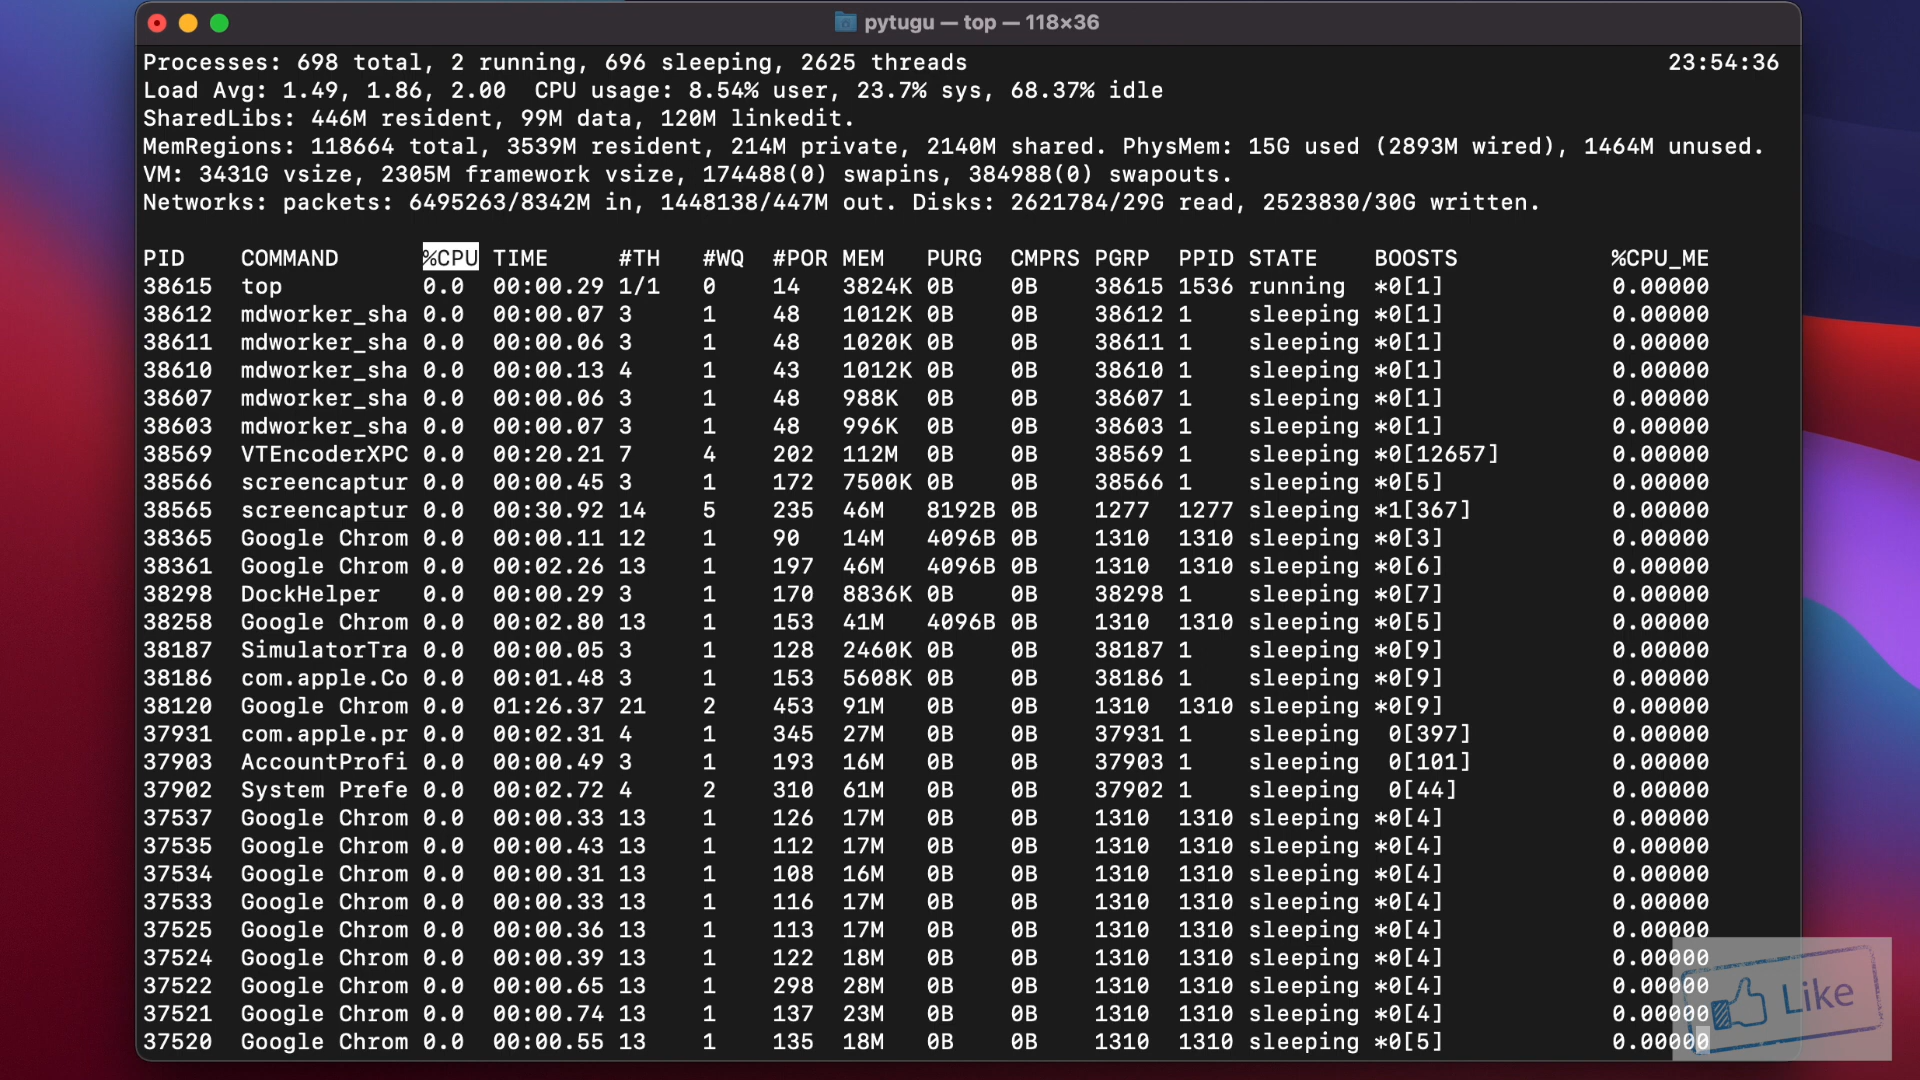 pytugu — top — 118×36
Processes: 698 total, 2 running, 696 sleeping, 2625 threads 23:54:36
Load Avg: 1.49, 1.86, 2.00 CPU usage: 8.54% user, 23.7% sys, 68.37% idle
SharedLibs: 446M resident, 99M data, 120M linkedit.
MemRegions: 118664 total, 3539M resident, 214M private, 2140M shared. PhysMem: 15G used (2893M wired), 1464M unused.
VM: 3431G vsize, 2305M framework vsize, 174488(0) swapins, 384988(0) swapouts.
Networks: packets: 6495263/8342M in, 1448138/447M out. Disks: 2621784/29G read, 2523830/30G written.
PID COMMAND %CPU TIME #TH #WQ #POR MEM PURG CMPRS PGRP PPID STATE BOOSTS %CPU_ME
38615 top 0.0 00:00.29 1/1 0 14 3824K 0B 0B 38615 1536 running *0[1] 0.00000
38612 mdworker_sha 0.0 00:00.07 3 1 48 1012K 0B 0B 38612 1 sleeping *0[1] 0.00000
38611 mdworker_sha 0.0 00:00.06 3 1 48 1020K 0B 0B 38611 1 sleeping *0[1] 0.00000
38610 mdworker_sha 0.0 00:00.13 4 1 43 1012K 0B 0B 38610 1 sleeping *0[1] 0.00000
38607 mdworker_sha 0.0 00:00.06 3 1 48 988K 0B 0B 38607 1 sleeping *0[1] 0.00000
38603 mdworker_sha 0.0 00:00.07 3 1 48 996K 0B 0B 38603 1 sleeping *0[1] 0.00000
38569 VTEncoderXPC 0.0 00:20.21 7 4 202 112M 0B 0B 38569 1 sleeping *0[12657] 0.00000
38566 screencaptur 0.0 00:00.45 3 1 172 7500K 0B 0B 38566 1 sleeping *0[5] 0.00000
38565 screencaptur 0.0 00:30.92 14 5 235 46M 8192B 0B 1277 1277 sleeping *1[367] 0.00000
38365 Google Chrom 0.0 00:00.11 12 1 90 14M 4096B 0B 1310 1310 sleeping *0[3] 0.00000
38361 Google Chrom 0.0 00:02.26 13 1 197 46M 4096B 0B 1310 1310 sleeping *0[6] 0.00000
38298 DockHelper 0.0 00:00.29 3 1 170 8836K 0B 0B 38298 1 sleeping *0[7] 0.00000
38258 Google Chrom 0.0 00:02.80 13 1 153 41M 4096B 0B 1310 1310 sleeping *0[5] 0.00000
38187 SimulatorTra 0.0 00:00.05 3 1 128 2460K 0B 0B 38187 1 sleeping *0[9] 0.00000
38186 com.apple.Co 0.0 00:01.48 3 1 153 5608K 0B 0B 38186 1 sleeping *0[9] 0.00000
38120 Google Chrom 0.0 01:26.37 21 2 453 91M 0B 0B 1310 1310 sleeping *0[9] 0.00000
37931 com.apple.pr 0.0 00:02.31 4 1 345 27M 0B 0B 37931 1 sleeping 0[397] 0.00000
37903 AccountProfi 0.0 00:00.49 3 1 193 16M 0B 0B 37903 1 sleeping 0[101] 0.00000
37902 System Prefe 0.0 00:02.72 4 2 310 61M 0B 0B 37902 1 sleeping 0[44] 0.00000
37537 Google Chrom 0.0 00:00.33 13 1 126 17M 0B 0B 1310 1310 sleeping *0[4] 0.00000
37535 Google Chrom 0.0 00:00.43 13 1 112 17M 0B 0B 1310 1310 sleeping *0[4] 0.00000
37534 Google Chrom 0.0 00:00.31 13 1 108 16M 0B 0B 1310 1310 sleeping *0[4] 0.00000
37533 Google Chrom 0.0 00:00.33 13 1 116 17M 0B 0B 1310 1310 sleeping *0[4] 0.00000
37525 Google Chrom 0.0 00:00.36 13 1 113 17M 0B 0B 1310 1310 sleeping *0[4] 0.00000
37524 Google Chrom 0.0 00:00.39 13 1 122 18M 0B 0B 1310 1310 sleeping *0[4] 0.00000
37522 Google Chrom 0.0 00:00.65 13 1 298 28M 0B 0B 1310 1310 sleeping *0[4] 0.00000
37521 Google Chrom 0.0 00:00.74 13 1 137 23M 0B 0B 1310 1310 sleeping *0[4] 0.00000
37520 Google Chrom 0.0 00:00.55 13 1 135 18M 0B 0B 1310 1310 sleeping *0[5] 0.00000
Like